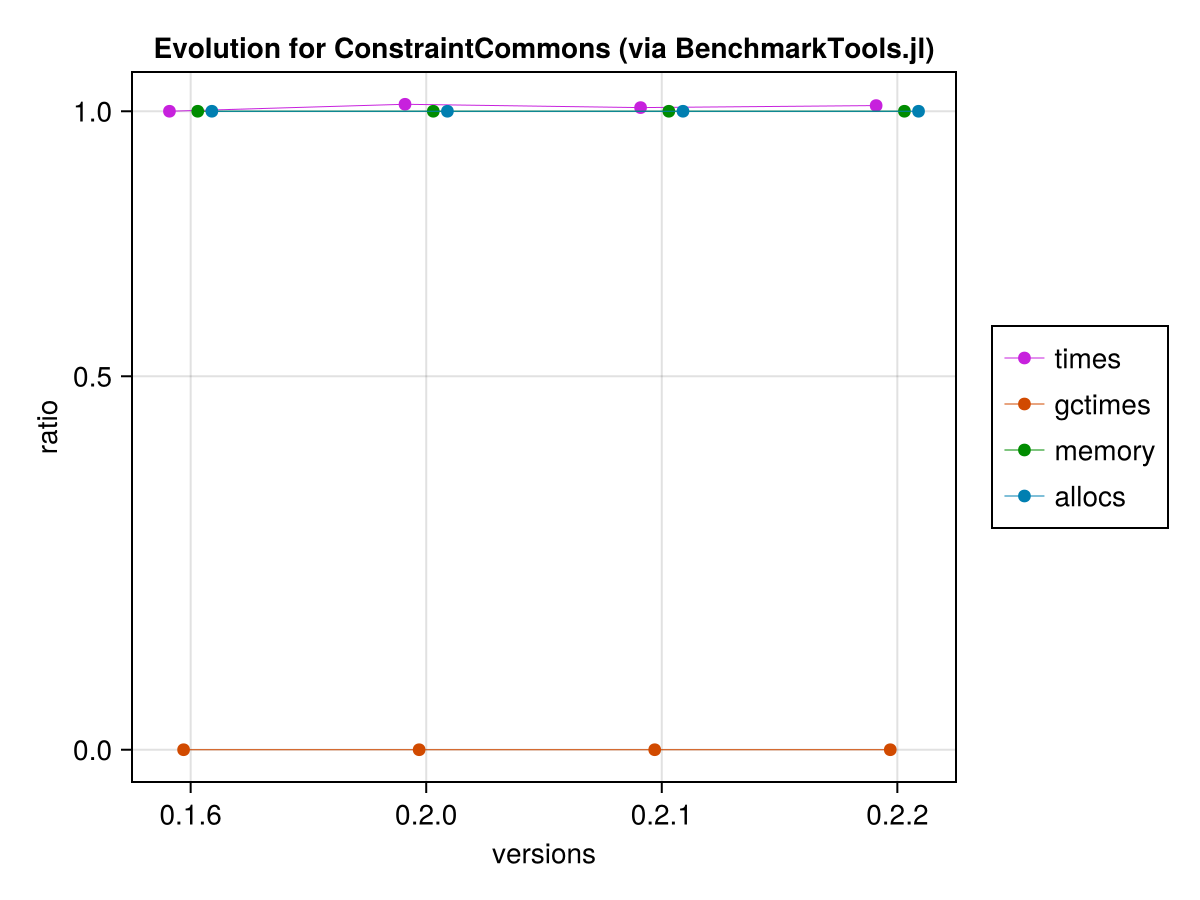 Evolution for ConstraintCommons (via BenchmarkTools.jl)
1.0
0.5
0.0
ratio
0.1.6
0.2.0
0.2.1
0.2.2
versions
times
gctimes
memory
allocs